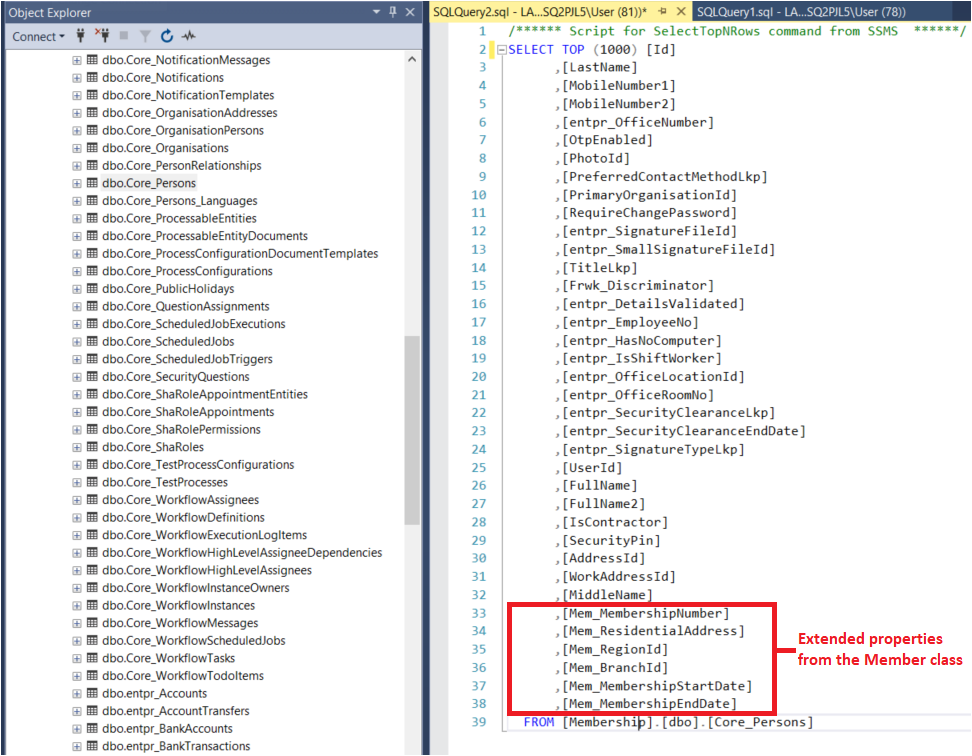 Object Explorer
Connect
dbo.Core_NotificationMessages
dbo.Core_Notifications
dbo.Core_NotificationTemplates
dbo.Core_OrganisationAddresses
dbo.Core_OrganisationPersons
dbo.Core_Organisations
dbo.Core_PersonRelationships
dbo.Core_Persons
dbo.Core_Persons_Languages
dbo.Core_ProcessableEntities
dbo.Core_ProcessableEntityDocuments
dbo.Core_ProcessConfigurationDocumentTemplates
dbo.Core_ProcessConfigurations
dbo.Core_PublicHolidays
dbo.Core_QuestionAssignments
dbo.Core_ScheduledJobExecutions
dbo.Core_ScheduledJobs
dbo.Core_ScheduledJobTriggers
dbo.Core_SecurityQuestions
dbo.Core_ShaRoleAppointmentEntities
dbo.Core_ShaRoleAppointments
dbo.Core_ShaRolePermissions
dbo.Core_ShaRoles
dbo.Core_TestProcessConfigurations
dbo.Core_TestProcesses
dbo.Core_WorkflowAssignees
dbo.Core_WorkflowDefinitions
dbo.Core_WorkflowExecutionLogItems
dbo.Core_WorkflowHighLevelAssigneeDependencies
dbo.Core_WorkflowHighLevelAssignees
dbo.Core_WorkflowInstanceOwners
dbo.Core_WorkflowInstances
dbo.Core_WorkflowMessages
dbo.Core_WorkflowScheduledJobs
dbo.Core_WorkflowTasks
dbo.Core_WorkflowTodoItems
dbo.entpr_Accounts
dbo.entpr_AccountTransfers
dbo.entpr_BankAccounts
dbo.entpr_BankTransactions
SQLQuery2.sql - LA...SQ2PJL5\User (81))* SQLQuery1.sql - LA...SQ2PJL5\User (78))
1 /****** Script for SelectTopNRows command from SSMS ******/
2 SELECT TOP (1000) [Id]
3 ,[LastName]
4 ,[MobileNumber1]
5 ,[MobileNumber2]
6 ,[entpr_OfficeNumber]
7 ,[OtpEnabled]
8 ,[PhotoId]
9 ,[PreferredContactMethodLkp]
10 ,[PrimaryOrganisationId]
11 ,[RequireChangePassword]
12 ,[entpr_SignatureFileId]
13 ,[entpr_SmallSignatureFileId]
14 ,[TitleLkp]
15 ,[Frwk_Discriminator]
16 ,[entpr_DetailsValidated]
17 ,[entpr_EmployeeNo]
18 ,[entpr_HasNoComputer]
19 ,[entpr_IsShiftWorker]
20 ,[entpr_OfficeLocationId]
21 ,[entpr_OfficeRoomNo]
22 ,[entpr_SecurityClearanceLkp]
23 ,[entpr_SecurityClearanceEndDate]
24 ,[entpr_SignatureTypeLkp]
25 ,[UserId]
26 ,[FullName]
27 ,[FullName2]
28 ,[IsContractor]
29 ,[SecurityPin]
30 ,[AddressId]
31 ,[WorkAddressId]
32 ,[MiddleName]
33 ,[Mem_MembershipNumber]
34 ,[Mem_ResidentialAddress]
35 ,[Mem_RegionId]
36 ,[Mem_BranchId]
37 ,[Mem_MembershipStartDate]
38 ,[Mem_MembershipEndDate]
39 FROM [Membership].[dbo].[Core_Persons]
Extended properties
from the Member class